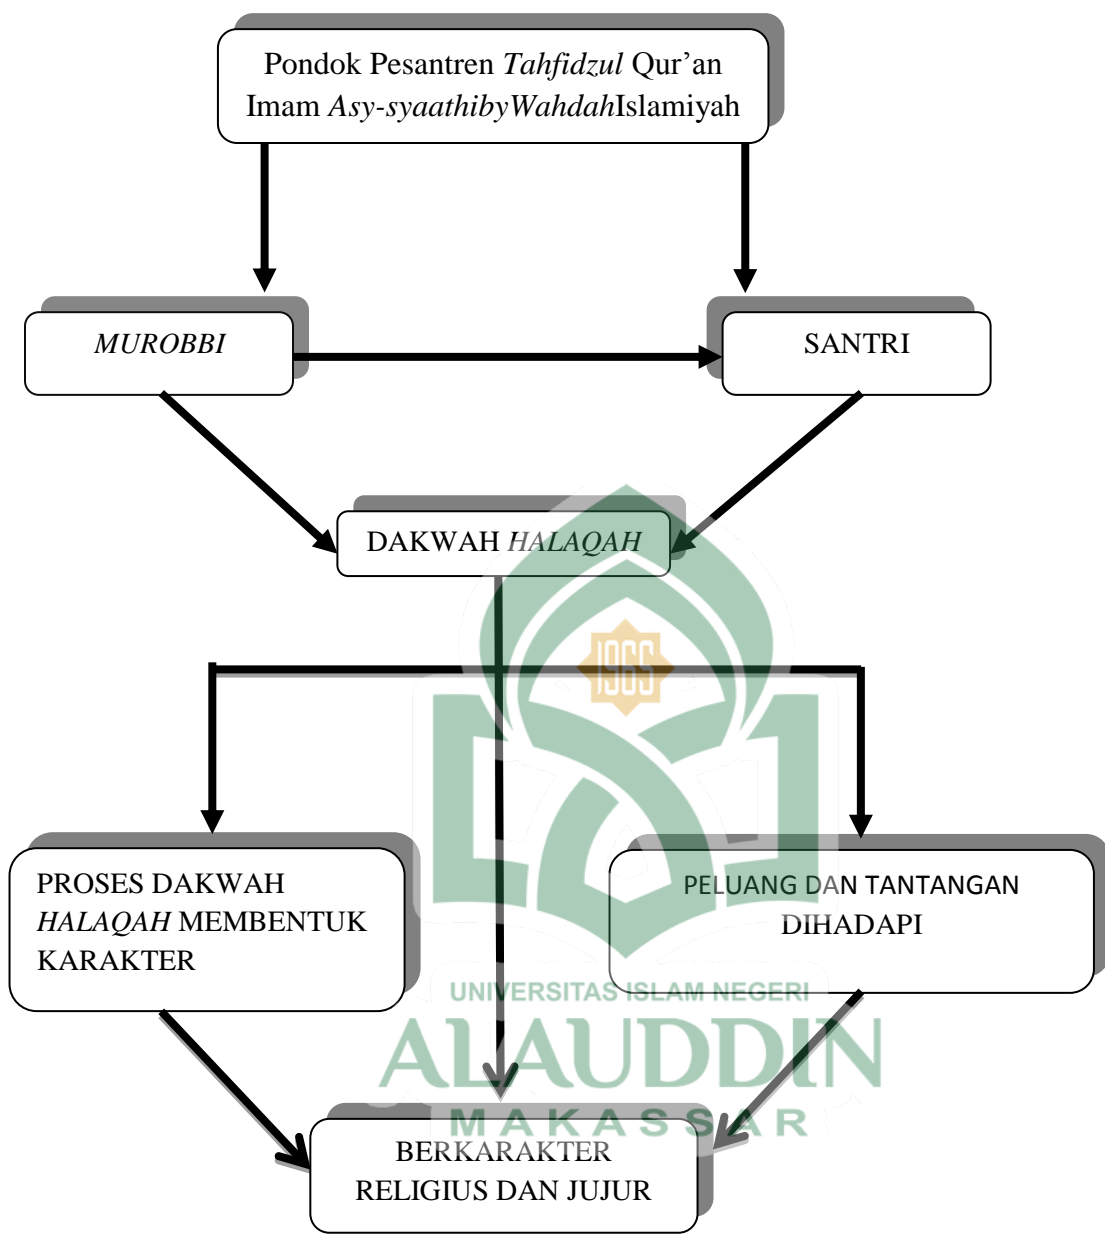 Pondok Pesantren Tahfidzul Qur’an
Imam Asy-syaathibyWahdahIslamiyah
MUROBBI
SANTRI
DAKWAH HALAQAH
1965
PROSES DAKWAH
HALAQAH MEMBENTUK
KARAKTER
PELUANG DAN TANTANGAN
DIHADAPI
UNIVERSITAS ISLAM NEGERI
ALAUDDIN
MAKASSAR
BERKARAKTER
RELIGIUS DAN JUJUR